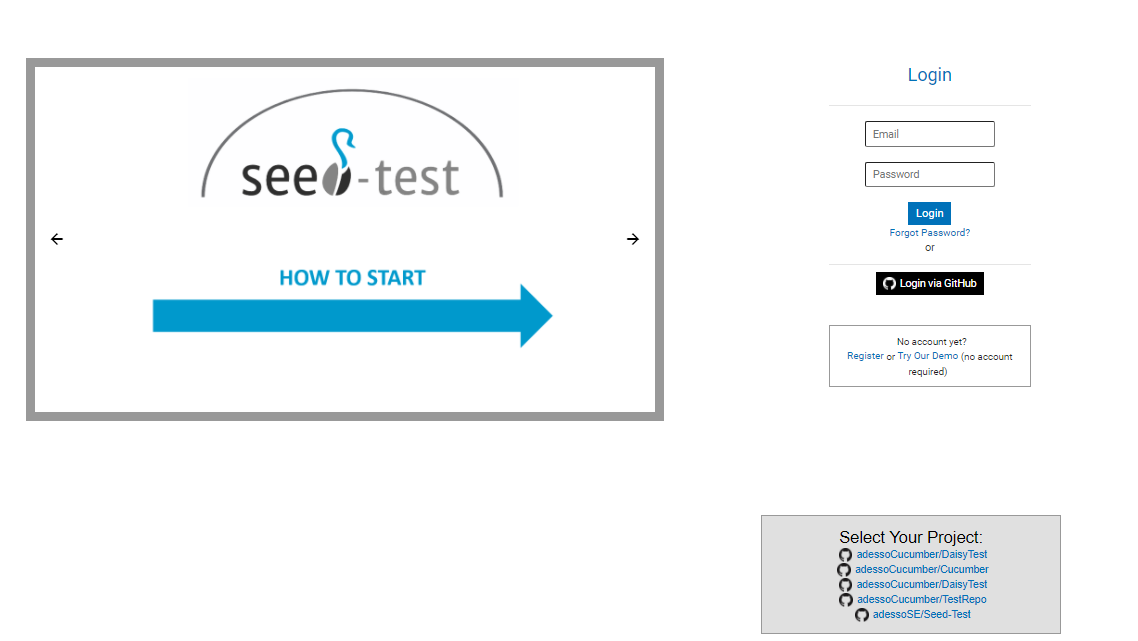 seed-test
HOW TO START
Login
Email
Password
Login
Forgot Password?
or
Login via GitHub
No account yet?
Register or Try Our Demo (no account
required)
Select Your Project:
adessoCucumber/DaisyTest
adessoCucumber/Cucumber
adessoCucumber/DaisyTest
adessoCucumber/TestRepo
adessoSE/Seed-Test